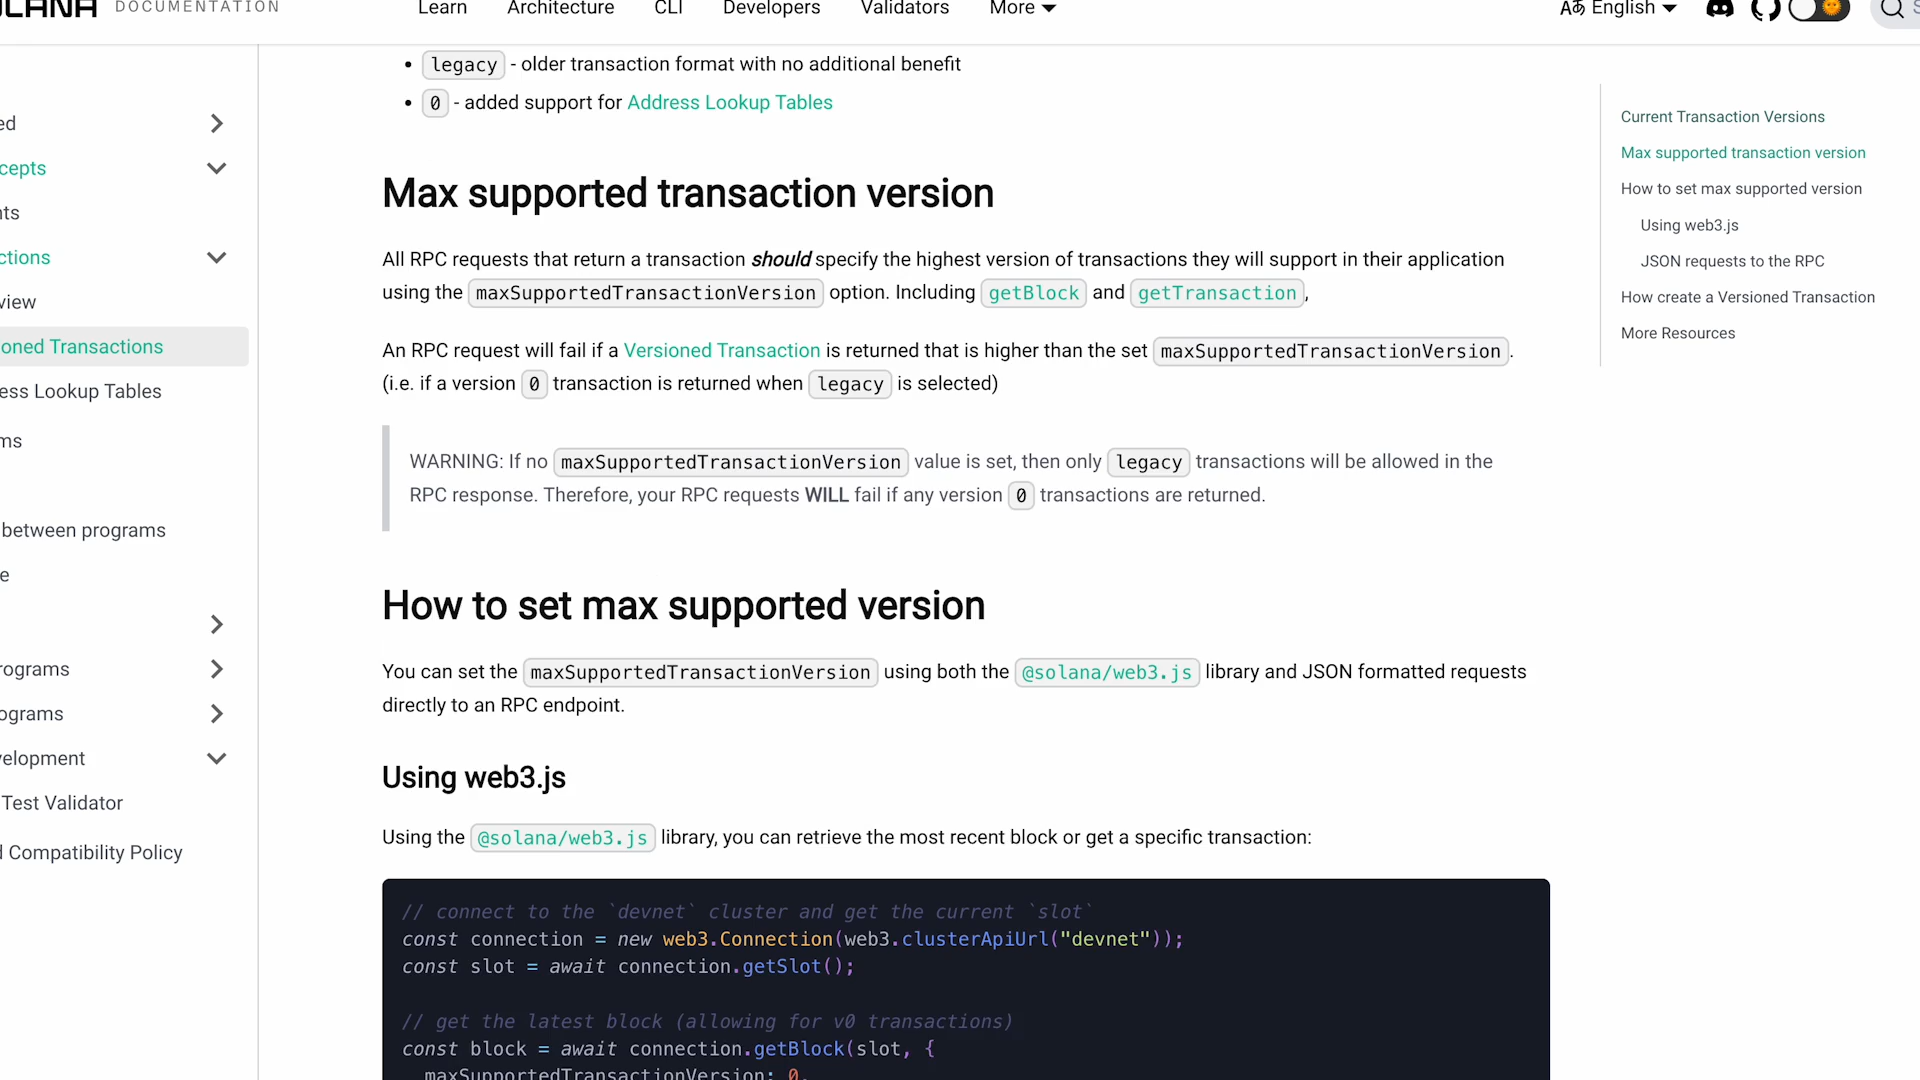 OLANA DOCUMENTATION
Learn Architecture CLI Developers Validators More
English
legacy - older transaction format with no additional benefit
0 - added support for Address Lookup Tables
Max supported transaction version
All RPC requests that return a transaction should specify the highest version of transactions they will support in their application
using the maxSupportedTransactionVersion option. Including getBlock and getTransaction,
An RPC request will fail if a Versioned Transaction is returned that is higher than the set maxSupportedTransactionVersion.
(i.e. if a version 0 transaction is returned when legacy is selected)
WARNING: If no maxSupportedTransactionVersion value is set, then only legacy transactions will be allowed in the
RPC response. Therefore, your RPC requests WILL fail if any version 0 transactions are returned.
How to set max supported version
You can set the maxSupportedTransactionVersion using both the @solana/web3.js library and JSON formatted requests
directly to an RPC endpoint.
Using web3.js
Using the @solana/web3.js library, you can retrieve the most recent block or get a specific transaction:
// connect to the `devnet` cluster and get the current `slot`
const connection = new web3.Connection(web3.clusterApiUrl("devnet"));
const slot = await connection.getSlot();
// get the latest block (allowing for v0 transactions)
const block = await connection.getBlock(slot, {
maxSupportedTransactionVersion: 0,
ed
cepts
nts
ctions
view
oned Transactions
ess Lookup Tables
ms
between programs
e
rograms
ograms
velopment
Test Validator
d Compatibility Policy
Current Transaction Versions
Max supported transaction version
How to set max supported version
Using web3.js
JSON requests to the RPC
How create a Versioned Transaction
More Resources